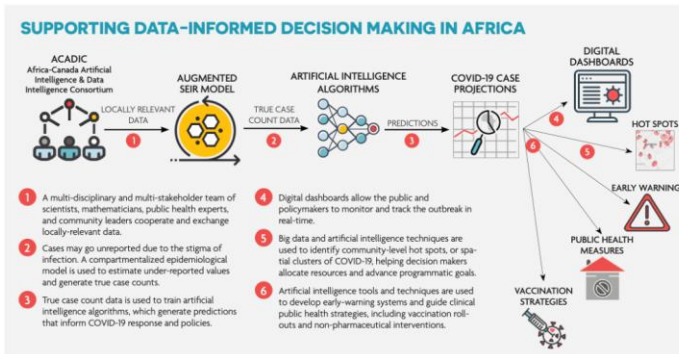 SUPPORTING DATA-INFORMED DECISION MAKING IN AFRICA
ACADIC
Africa-Canada Artificial
Intelligence & Data
Intelligence Consortium
LOCALLY RELEVANT
DATA
1
AUGMENTED
SEIR MODEL
TRUE CASE
COUNT DATA
2
ARTIFICIAL INTELLIGENCE
ALGORITHMS
PREDICTIONS
3
COVID-19 CASE
PROJECTIONS
4
DIGITAL
DASHBOARDS
5
HOT SPOTS
6
EARLY WARNING
PUBLIC HEALTH
MEASURES
VACCINATION
STRATEGIES
1
A multi-disciplinary and multi-stakeholder team of
scientists, mathematicians, public health experts,
and community leaders cooperate and exchange
locally-relevant data.
2
Cases may go unreported due to the stigma of
infection. A compartmentalized epidemiological
model is used to estimate under-reported values
and generate true case counts.
3
True case count data is used to train artificial
intelligence algorithms, which generate predictions
that inform COVID-19 response and policies.
4
Digital dashboards allow the public and
policymakers to monitor and track the outbreak in
real-time.
5
Big data and artificial intelligence techniques are
used to identify community-level hot spots, or spa-
tial clusters of COVID-19, helping decision makers
allocate resources and advance programmatic goals.
6
Artificial intelligence tools and techniques are used
to develop early-warning systems and guide clinical
public health strategies, including vaccination roll-
outs and non-pharmaceutical interventions.